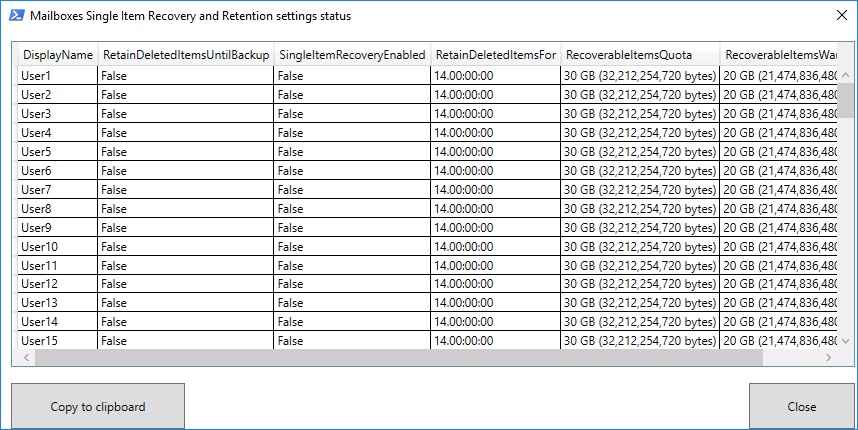 Mailboxes Single Item Recovery and Retention settings status
DisplayName RetainDeletedItemsUntilBackup SingleItemRecoveryEnabled RetainDeletedItemsFor RecoverableItemsQuota RecoverableItemsWar
User1 False False 14.00:00:00 30 GB (32,212,254,720 bytes) 20 GB (21,474,836,480
User2 False False 14.00:00:00 30 GB (32,212,254,720 bytes) 20 GB (21,474,836,480
User3 False False 14.00:00:00 30 GB (32,212,254,720 bytes) 20 GB (21,474,836,480
User4 False False 14.00:00:00 30 GB (32,212,254,720 bytes) 20 GB (21,474,836,480
User5 False False 14.00:00:00 30 GB (32,212,254,720 bytes) 20 GB (21,474,836,480
User6 False False 14.00:00:00 30 GB (32,212,254,720 bytes) 20 GB (21,474,836,480
User7 False False 14.00:00:00 30 GB (32,212,254,720 bytes) 20 GB (21,474,836,480
User8 False False 14.00:00:00 30 GB (32,212,254,720 bytes) 20 GB (21,474,836,480
User9 False False 14.00:00:00 30 GB (32,212,254,720 bytes) 20 GB (21,474,836,480
User10 False False 14.00:00:00 30 GB (32,212,254,720 bytes) 20 GB (21,474,836,480
User11 False False 14.00:00:00 30 GB (32,212,254,720 bytes) 20 GB (21,474,836,480
User12 False False 14.00:00:00 30 GB (32,212,254,720 bytes) 20 GB (21,474,836,480
User13 False False 14.00:00:00 30 GB (32,212,254,720 bytes) 20 GB (21,474,836,480
User14 False False 14.00:00:00 30 GB (32,212,254,720 bytes) 20 GB (21,474,836,480
User15 False False 14.00:00:00 30 GB (32,212,254,720 bytes) 20 GB (21,474,836,480
Copy to clipboard Close